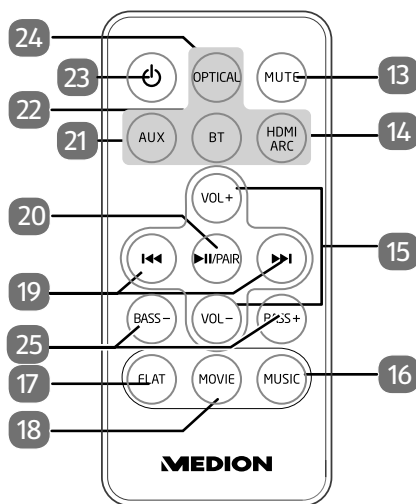 24
23
OPTICAL
MUTE
13
22
21
AUX
BT
HDMI
ARC
14
VOL+
20
15
/PAIR
19
BASS−
VOL−
BASS+
25
17
FLAT
MOVIE
MUSIC
16
18
MEDION